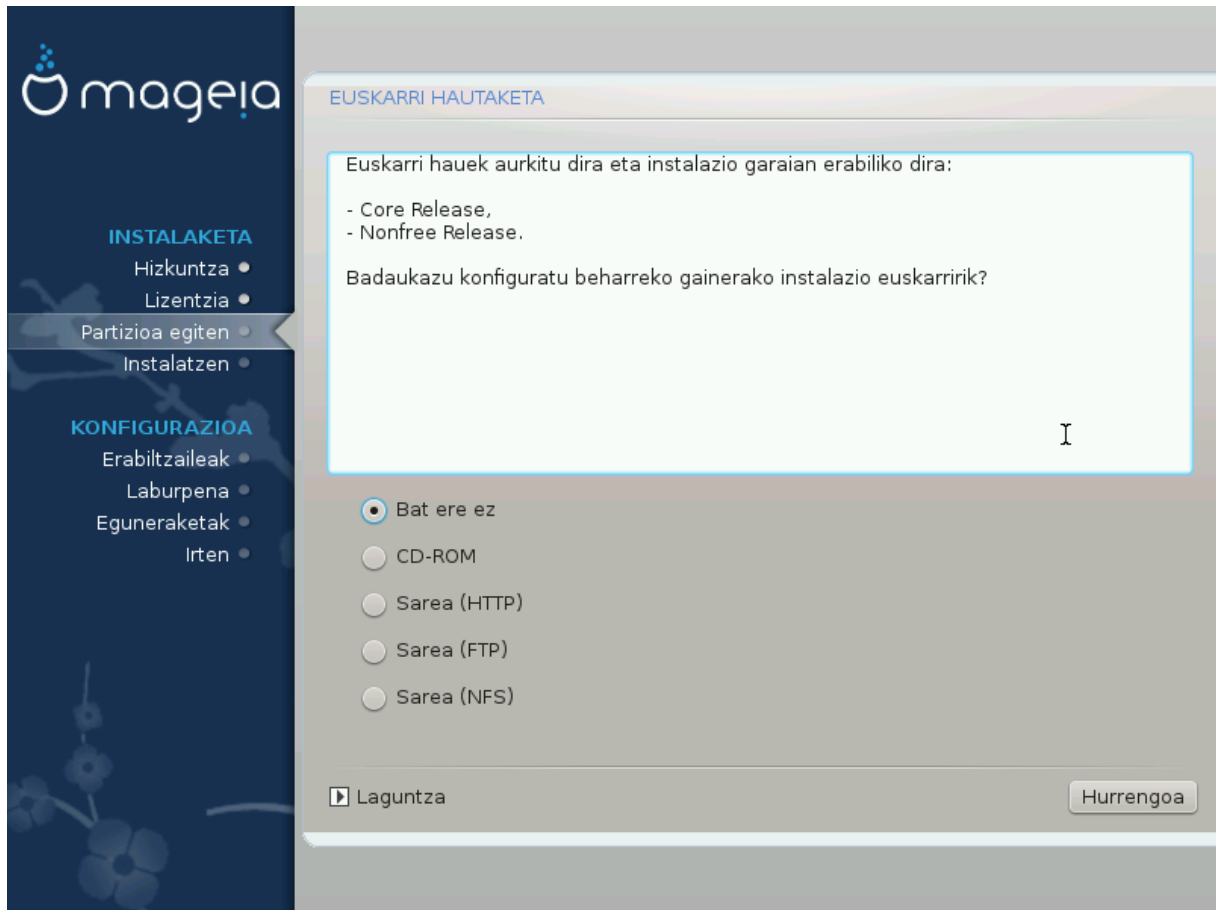 mageia
INSTALAKETA
Hizkuntza
Lizentzia
Partizioa egiten
Instalatzen
KONFIGURAZIOA
Erabiltzaileak
Laburpena
Eguneraketak
Irten
EUSKARRI HAUTAKETA
Euskarri hauek aurkitu dira eta instalazio garaian erabiliko dira:
- Core Release,
- Nonfree Release.
Badaukazu konfiguratu beharreko gainerako instalazio euskarririk?
Bat ere ez
CD-ROM
Sarea (HTTP)
Sarea (FTP)
Sarea (NFS)
Laguntza
Hurrengoa